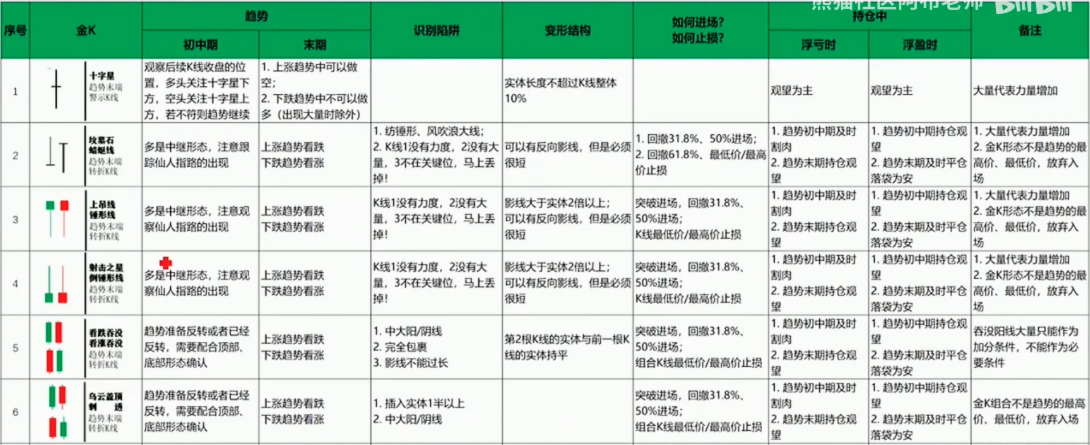 熊猫社区阿布老师 bilibili
序号 金K 趋势 识别陷阱 变形结构 如何进场? 持仓中 备注
初中期 末期 如何止损? 浮亏时 浮盈时
1
十字星
趋势末端
警示K线
观察后续K线收盘的位
置,多头关注十字星下
方,空头关注十字星上
方,若不符则趋势继续
1. 上涨趋势中可以做
空;
2. 下跌趋势中不可以做
多(出现大量时除外)
实体长度不超过K线整体
10%
观望为主
观望为主
大量代表力量增加
2
坟墓石
蜻蜓线
趋势末端
转折K线
多是中继形态,注意跟
踪仙人指路的出现
上涨趋势看跌
下跌趋势看涨
1. 纺锤形、风吹浪大线;
2. K线1没有力度,2没有大
量,3不在关键位,马上丢
掉!
可以有反向影线,但是必须
很短
1. 回撤31.8%、50%进场;
2. 回撤61.8%、最低价/最高
价止损
1. 趋势初中期及时
割肉
2. 趋势末期持仓观
望
1. 趋势初中期持仓观
望
2. 趋势末期及时平仓
落袋为安
1. 大量代表力量增加
2. 金K形态不是趋势的最
高价、最低价,放弃入
场
3
上吊线
锤形线
趋势末端
转折K线
多是中继形态,注意观
察仙人指路的出现
上涨趋势看跌
下跌趋势看涨
K线1没有力度,2没有大
量,3不在关键位,马上丢
掉!
影线大于实体2倍以上;
可以有反向影线,但是必须
很短
突破进场,回撤31.8%、
50%进场;
K线最低价/最高价止损
1. 趋势初中期及时
割肉
2. 趋势末期持仓观
望
1. 趋势初中期持仓观
望
2. 趋势末期及时平仓
落袋为安
1. 大量代表力量增加
2. 金K形态不是趋势的最
高价、最低价,放弃入
场
4
射击之星
倒锤形线
趋势末端
转折K线
多是中继形态,注意观
察仙人指路的出现
上涨趋势看跌
下跌趋势看涨
K线1没有力度,2没有大
量,3不在关键位,马上丢
掉!
影线大于实体2倍以上;
可以有反向影线,但是必须
很短
突破进场,回撤31.8%、
50%进场;
K线最低价/最高价止损
1. 趋势初中期及时
割肉
2. 趋势末期持仓观
望
1. 趋势初中期持仓观
望
2. 趋势末期及时平仓
落袋为安
1. 大量代表力量增加
2. 金K形态不是趋势的最
高价、最低价,放弃入
场
5
看跌吞没
看涨吞没
趋势末端
转折K线
趋势准备反转或者已经
反转,需要配合顶部、
底部形态确认
上涨趋势看跌
下跌趋势看涨
1. 中大阳/阴线
2. 完全包裹
3. 影线不能过长
第2根K线的实体与前一根K
线的实体持平
突破进场,回撤31.8%、
50%进场;
组合K线最低价/最高价止损
1. 趋势初中期及时
割肉
2. 趋势末期持仓观
望
1. 趋势初中期持仓观
望
2. 趋势末期及时平仓
落袋为安
吞没阳线大量只能作为
加分条件,不能作为必
要条件
6
乌云盖顶
刺 透
趋势末端
转折K线
趋势准备反转或者已经
反转,需要配合顶部、
底部形态确认
上涨趋势看跌
下跌趋势看涨
1. 插入实体1半以上
2. 中大阳/阴线
突破进场,回撤31.8%、
50%进场;
组合K线最低价/最高价止损
1. 趋势初中期及时
割肉
2. 趋势末期持仓观
望
1. 趋势初中期持仓观
望
2. 趋势末期及时平仓
落袋为安
金K组合不是趋势的最高
价、最低价,放弃入场